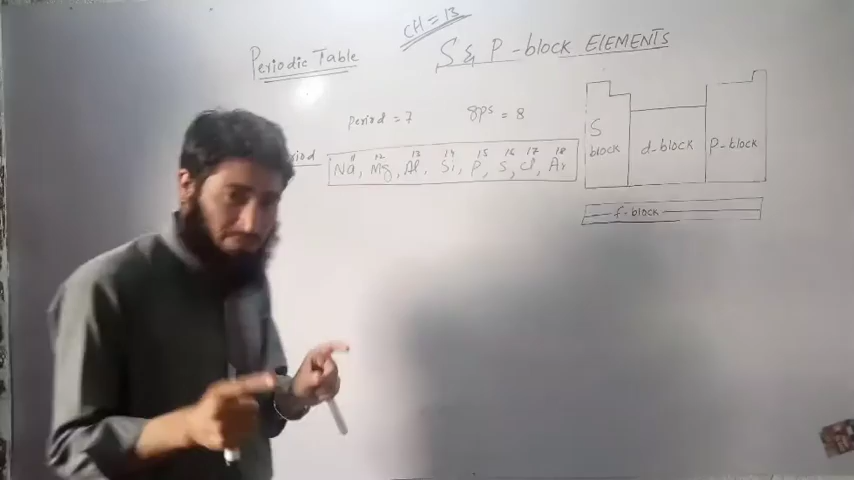 CH = 13
Periodic Table
S & P-block ELEMENTS
Period = 7
gps = 8
11 12 13 14 15 16 17 18
Na, Mg, Al, Si, P, S, Cl, Ar
S
block
d-block
P-block
f-block